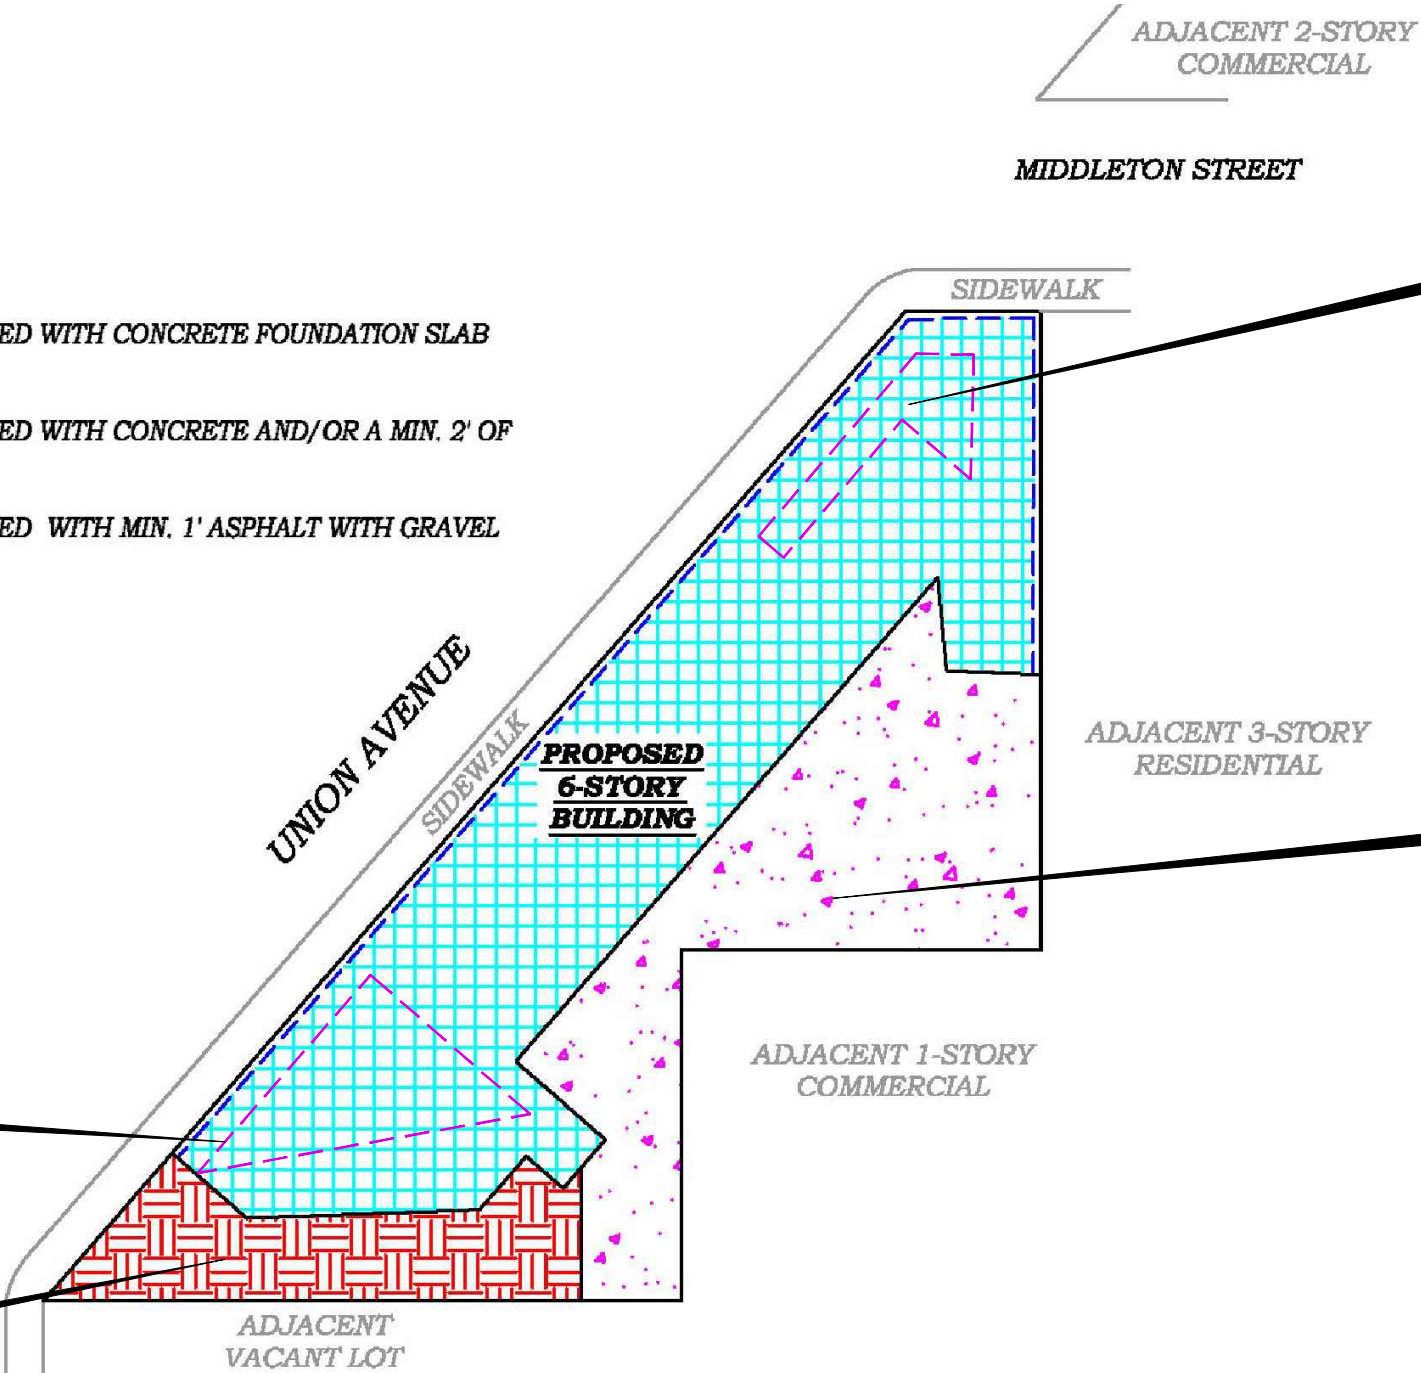 ADJACENT 2-STORY
COMMERCIAL
MIDDLETON STREET
SIDEWALK
ED WITH CONCRETE FOUNDATION SLAB
ED WITH CONCRETE AND/OR A MIN. 2' OF
ED WITH MIN. 1' ASPHALT WITH GRAVEL
UNION AVENUE
SIDEWALK
PROPOSED
6-STORY
BUILDING
ADJACENT 3-STORY
RESIDENTIAL
ADJACENT 1-STORY
COMMERCIAL
ADJACENT
VACANT LOT